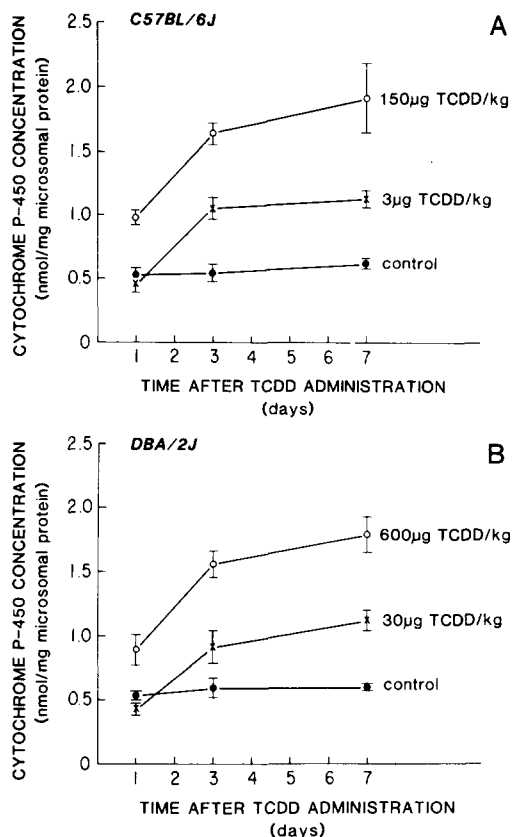 C57BL/6J
A
CYTOCHROME P-450 CONCENTRATION
(nmol/mg microsomal protein)
2.5
2.0
1.5
1.0
0.5
0
150µg TCDD/kg
3µg TCDD/kg
control
1 2 3 4 5 6 7
TIME AFTER TCDD ADMINISTRATION
(days)
DBA/2J
B
CYTOCHROME P-450 CONCENTRATION
(nmol/mg microsomal protein)
2.5
2.0
1.5
1.0
0.5
0
600µg TCDD/kg
30µg TCDD/kg
control
1 2 3 4 5 6 7
TIME AFTER TCDD ADMINISTRATION
(days)